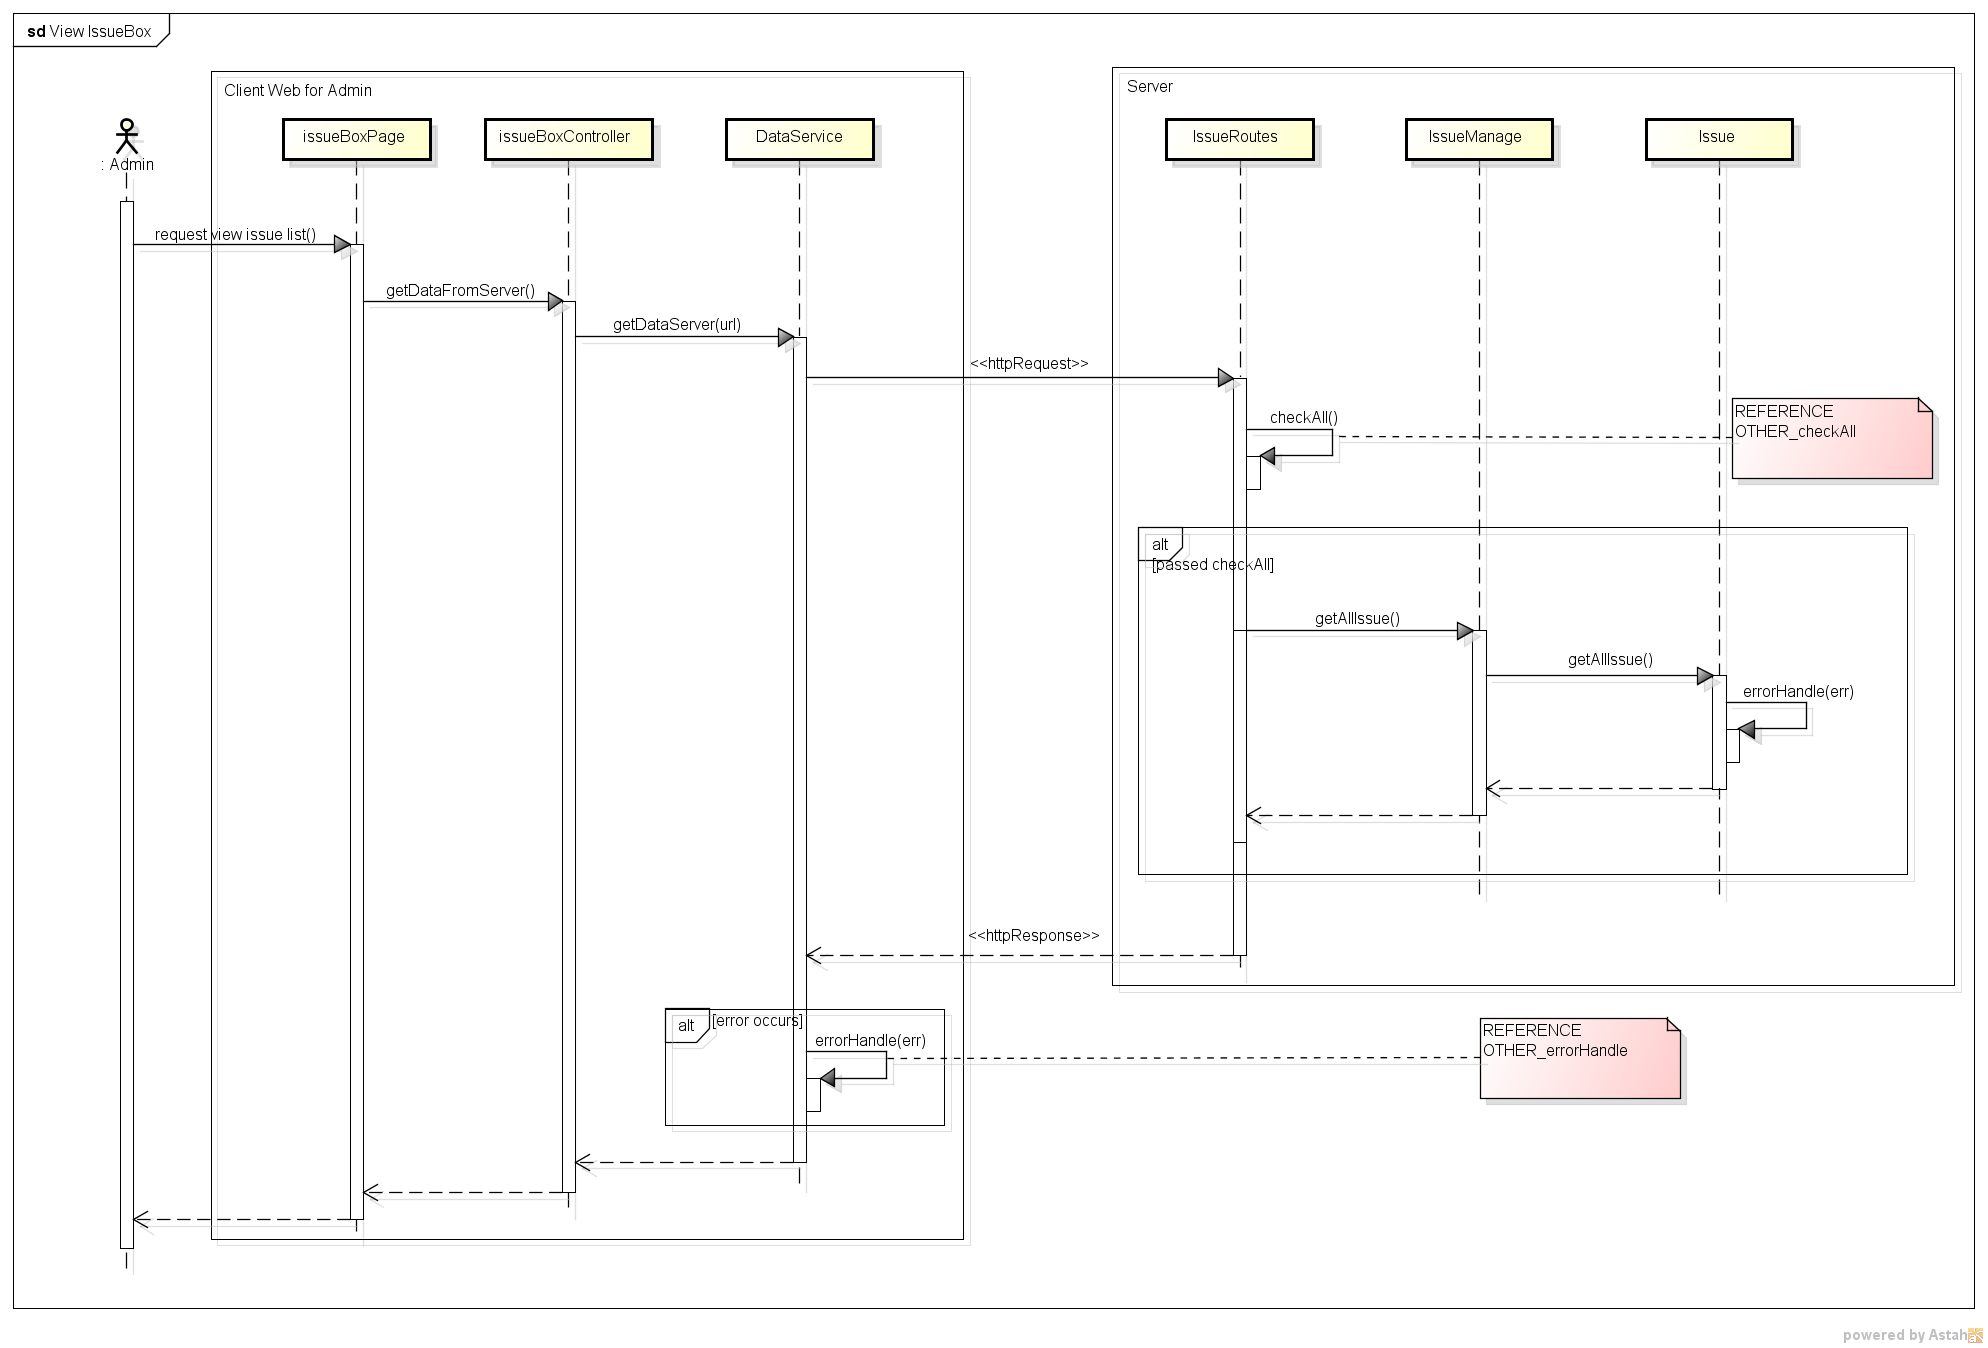 sd View IssueBox
Client Web for Admin
Server
issueBoxPage
issueBoxController
DataService
IssueRoutes
IssueManage
Issue
: Admin
request view issue list()
getDataFromServer()
getDataServer(url)
<<httpRequest>>
checkAll()
REFERENCE
OTHER_checkAll
alt
[passed checkAll]
getAllIssue()
getAllIssue()
errorHandle(err)
<<httpResponse>>
alt
[error occurs]
errorHandle(err)
REFERENCE
OTHER_errorHandle
powered by Astah